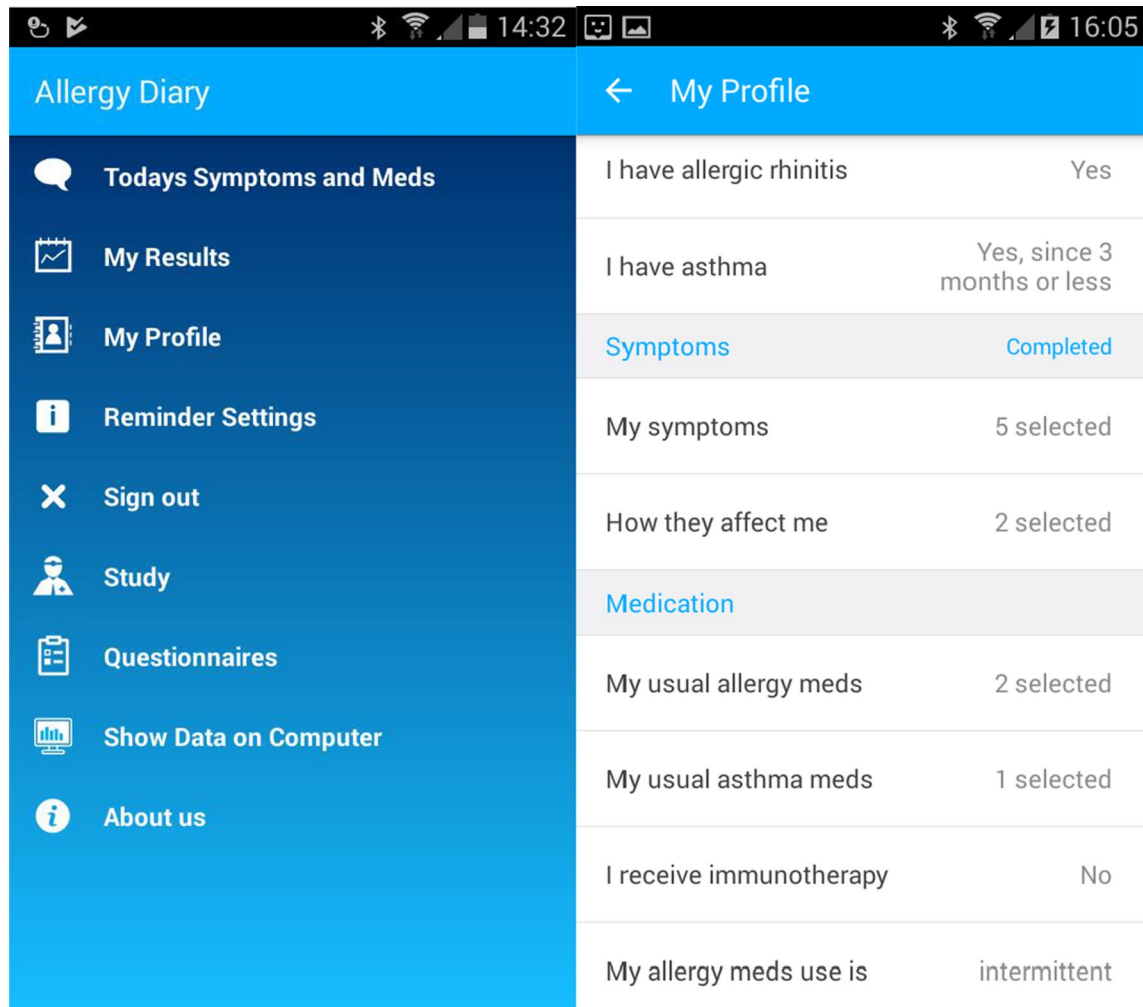 14:32
Allergy Diary
Todays Symptoms and Meds
My Results
My Profile
Reminder Settings
Sign out
Study
Questionnaires
Show Data on Computer
About us
16:05
My Profile
I have allergic rhinitis Yes
I have asthma Yes, since 3
months or less
Symptoms Completed
My symptoms 5 selected
How they affect me 2 selected
Medication
My usual allergy meds 2 selected
My usual asthma meds 1 selected
I receive immunotherapy No
My allergy meds use is intermittent